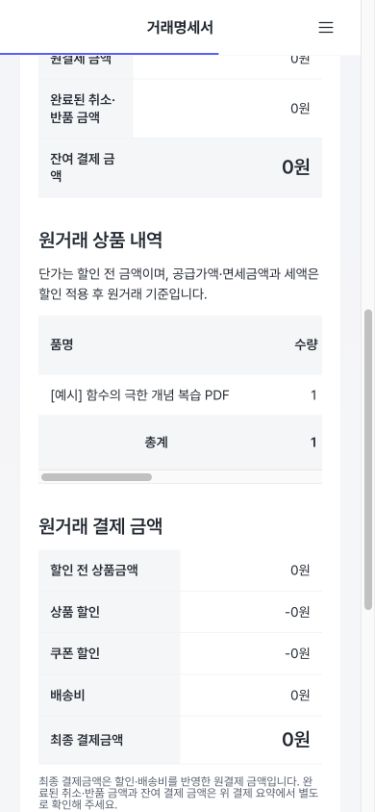 거래명세서
원결제 금액
0원
완료된 취소·
반품 금액
0원
잔여 결제 금
액
0원
원거래 상품 내역
단가는 할인 전 금액이며, 공급가액·면세금액과 세액은
할인 적용 후 원거래 기준입니다.
품명 수량
[예시] 함수의 극한 개념 복습 PDF 1
총계 1
원거래 결제 금액
할인 전 상품금액 0원
상품 할인 -0원
쿠폰 할인 -0원
배송비 0원
최종 결제금액 0원
최종 결제금액은 할인·배송비를 반영한 원결제 금액입니다. 완
료된 취소·반품 금액과 잔여 결제 금액은 위 결제 요약에서 별도
로 확인해 주세요.